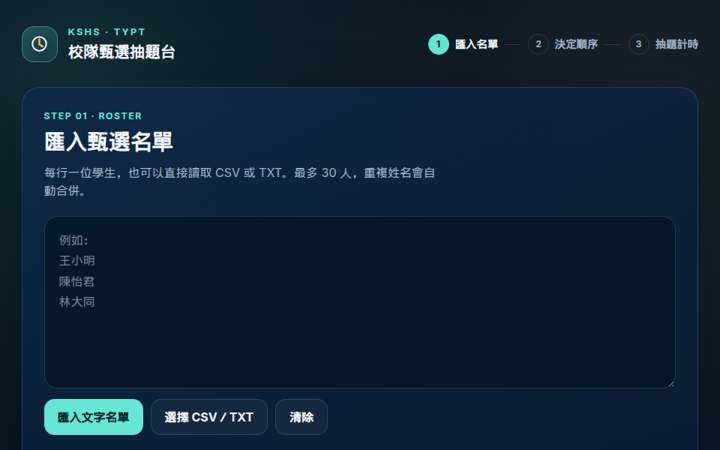 KSHS · TYPT
校隊甄選抽題台
1 匯入名單
2 決定順序
3 抽題計時
STEP 01 · ROSTER
匯入甄選名單
每行一位學生，也可以直接讀取 CSV 或 TXT。最多 30 人，重複姓名會自
動合併。
例如：
王小明
陳怡君
林大同
匯入文字名單
選擇 CSV / TXT
清除